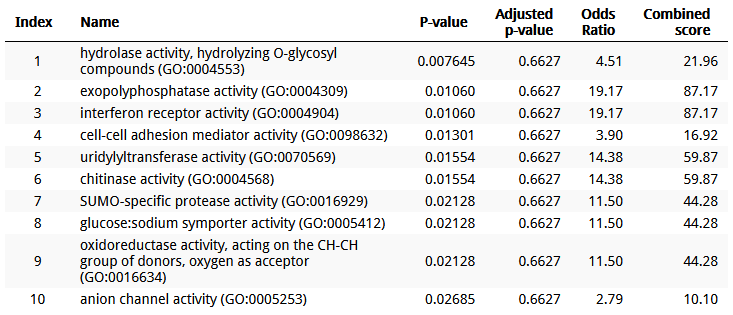 Index Name P-value Adjusted p-value Odds Ratio Combined score
1 hydrolase activity, hydrolyzing O-glycosyl compounds (GO:0004553) 0.007645 0.6627 4.51 21.96
2 exopolyphosphatase activity (GO:0004309) 0.01060 0.6627 19.17 87.17
3 interferon receptor activity (GO:0004904) 0.01060 0.6627 19.17 87.17
4 cell-cell adhesion mediator activity (GO:0098632) 0.01301 0.6627 3.90 16.92
5 uridylyltransferase activity (GO:0070569) 0.01554 0.6627 14.38 59.87
6 chitinase activity (GO:0004568) 0.01554 0.6627 14.38 59.87
7 SUMO-specific protease activity (GO:0016929) 0.02128 0.6627 11.50 44.28
8 glucose:sodium symporter activity (GO:0005412) 0.02128 0.6627 11.50 44.28
9 oxidoreductase activity, acting on the CH-CH group of donors, oxygen as acceptor (GO:0016634) 0.02128 0.6627 11.50 44.28
10 anion channel activity (GO:0005253) 0.02685 0.6627 2.79 10.10